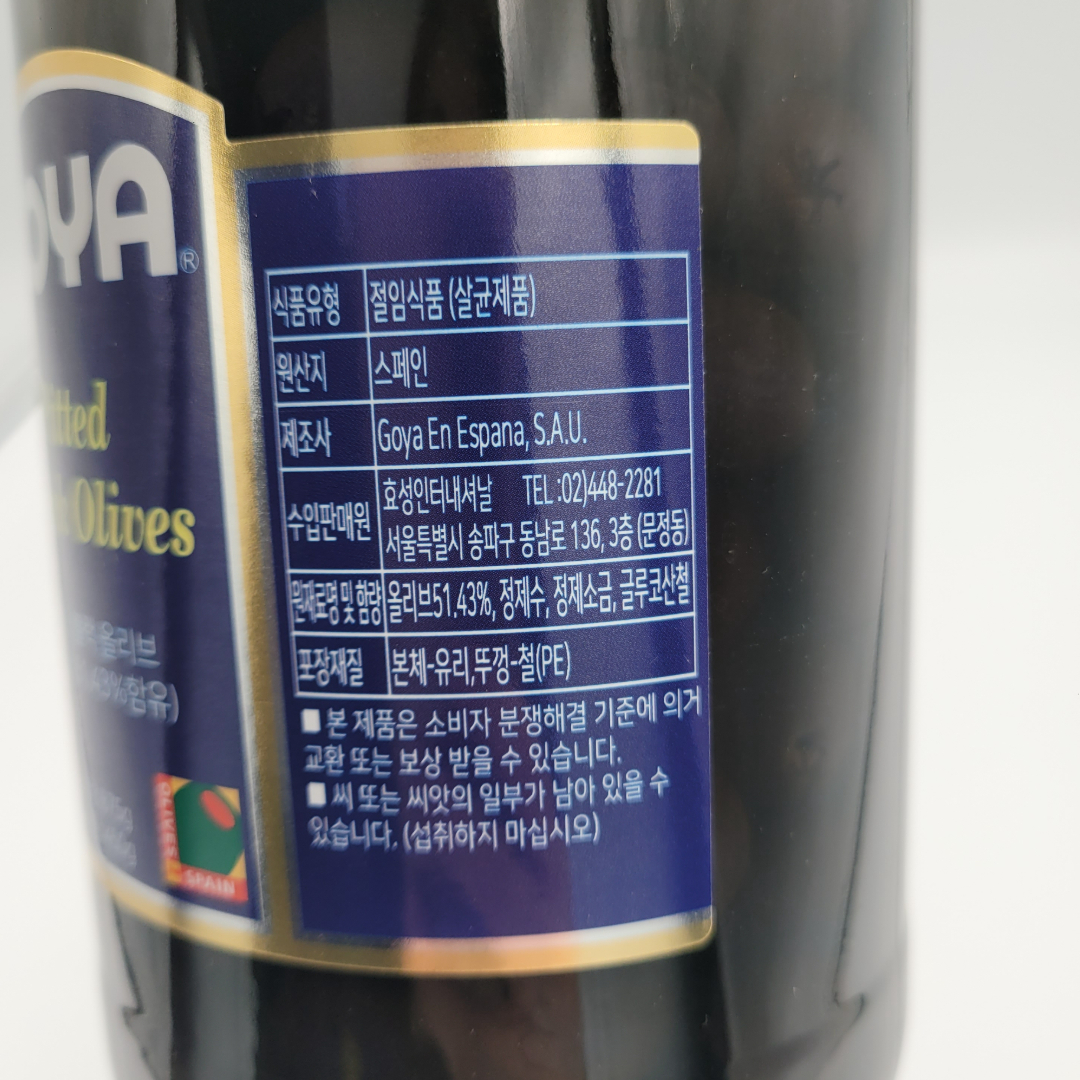 OYA®
Olives
올리브
43%함유)
OLIVES
SPAIN
식품유형 절임식품 (살균제품)
원산지 스페인
제조사 Goya En Espana, S.A.U.
수입판매원 효성인터내셔날 TEL :02)448-2281
서울특별시 송파구 동남로 136, 3층 (문정동)
원재료명 및 함량 올리브51.43%, 정제수, 정제소금, 글루코산철
포장재질 본체-유리,뚜껑-철(PE)
■ 본 제품은 소비자 분쟁해결 기준에 의거
교환 또는 보상 받을 수 있습니다.
■ 씨 또는 씨앗의 일부가 남아 있을 수
있습니다. (섭취하지 마십시오)